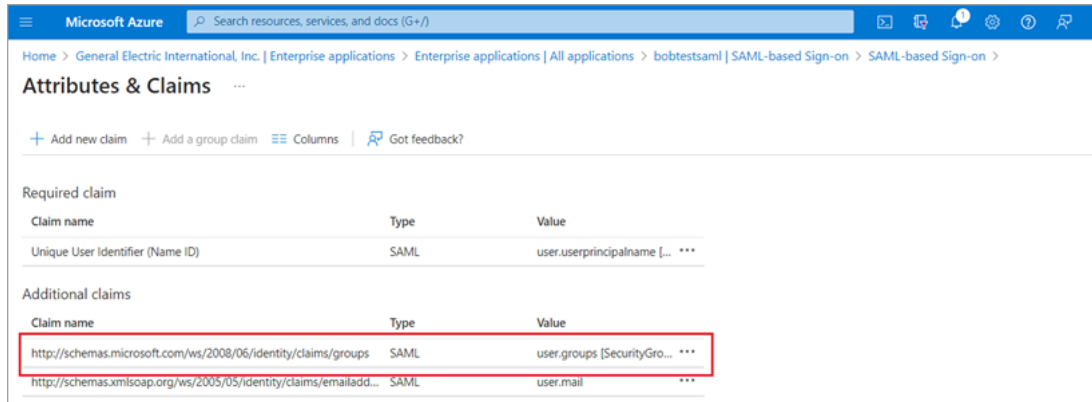 Microsoft Azure
Search resources, services, and docs (G+/)
1
Home > General Electric International, Inc. | Enterprise applications > Enterprise applications | All applications > bobtestsaml | SAML-based Sign-on > SAML-based Sign-on >
Attributes & Claims ...
+ Add new claim + Add a group claim Columns | Got feedback?
Required claim
Claim name Type Value
Unique User Identifier (Name ID) SAML user.userprincipalname [... •••
Additional claims
Claim name Type Value
http://schemas.microsoft.com/ws/2008/06/identity/claims/groups SAML user.groups [SecurityGro... •••
http://schemas.xmlsoap.org/ws/2005/05/identity/claims/emailadd... SAML user.mail •••